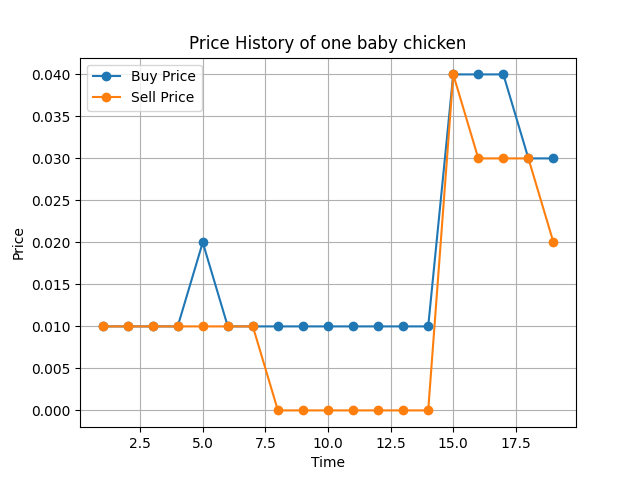 Price History of one baby chicken
Buy Price
Sell Price
0.040
0.035
0.030
0.025
0.020
0.015
0.010
0.005
0.000
Price
2.5 5.0 7.5 10.0 12.5 15.0 17.5
Time